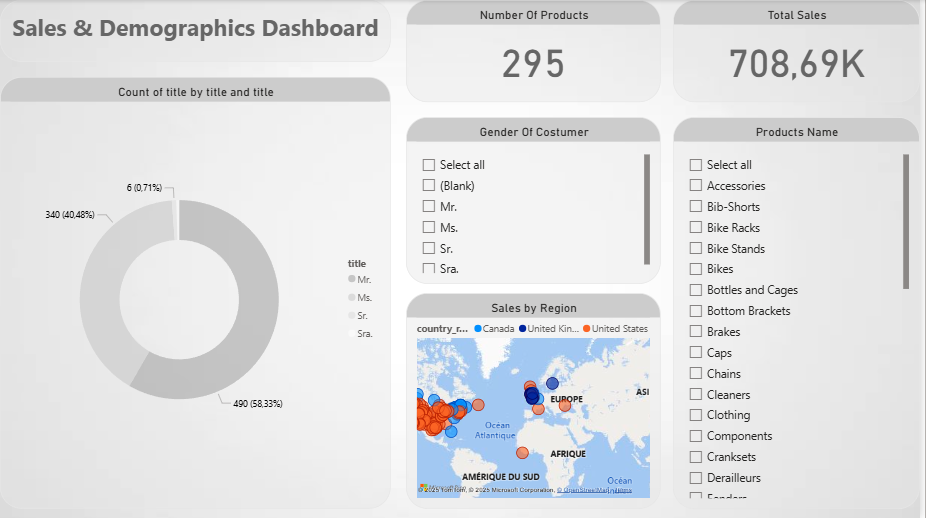 Sales & Demographics Dashboard
Number Of Products
295
Total Sales
708,69K
Count of title by title and title
6 (0,71%)
340 (40,48%)
490 (58,33%)
title
Mr.
Ms.
Sr.
Sra.
Gender Of Costumer
Select all
(Blank)
Mr.
Ms.
Sr.
Sra.
Sales by Region
country_r...
Canada
United Kin...
United States
EUROPE
ASI
Océan
Atlantique
AFRIQUE
AMÉRIQUE DU SUD
Océan
© 2025 TomTom, © 2025 Microsoft Corporation, © OpenStreetMap
Products Name
Select all
Accessories
Bib-Shorts
Bike Racks
Bike Stands
Bikes
Bottles and Cages
Bottom Brackets
Brakes
Caps
Chains
Cleaners
Clothing
Components
Cranksets
Derailleurs
Fenders